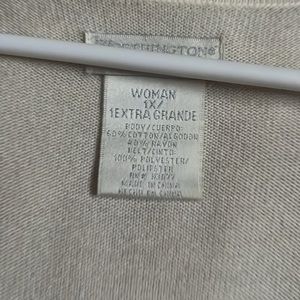 WORTHINGTON®
WOMAN
1X/
1EXTRA GRANDE
BODY/CUERPO:
60% COTTON/ALGODON
40% RAYON
BELT/CINTO:
100% POLYESTER/
POLIESTER
MADE IN CHINA
HECHO EN CHINA